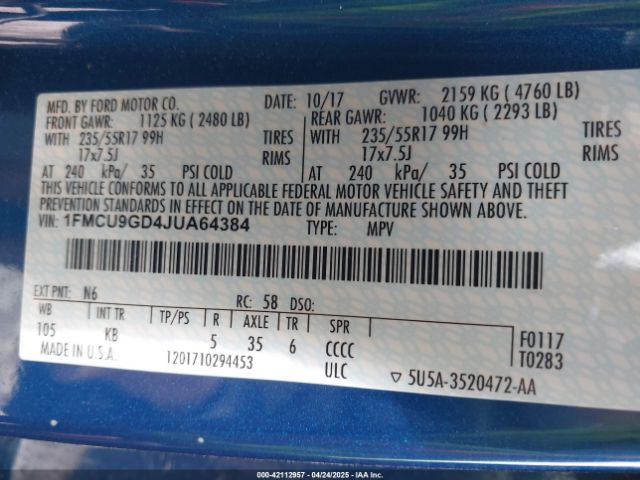 MFD. BY FORD MOTOR CO. DATE: 10/17 GVWR: 2159 KG ( 4760 LB)
FRONT GAWR: 1125 KG ( 2480 LB) REAR GAWR: 1040 KG ( 2293 LB)
WITH 235/55R17 99H TIRES WITH 235/55R17 99H TIRES
17x7.5J RIMS 17x7.5J RIMS
AT 240 kPa/ 35 PSI COLD AT 240 kPa/ 35 PSI COLD
THIS VEHICLE CONFORMS TO ALL APPLICABLE FEDERAL MOTOR VEHICLE SAFETY AND THEFT
PREVENTION STANDARDS IN EFFECT ON THE DATE OF MANUFACTURE SHOWN ABOVE.
VIN: 1FMCU9GD4JUA64384 TYPE: MPV
EXT PNT: N6 RC: 58 DSO:
WB INT TR TP/PS R AXLE TR SPR
105 KB 5 35 6 CCCC F0117
MADE IN U.S.A. 1201710294453 ULC T0283
▽ 5U5A-3520472-AA
000-42112957 - 04/24/2025 - © IAA Holdings, LLC